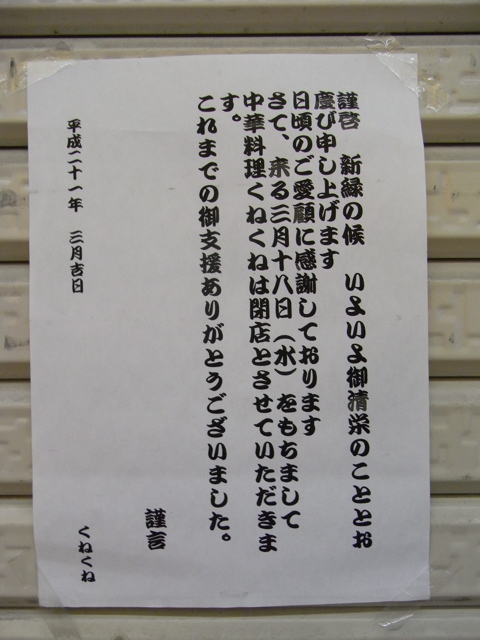 謹啓　新緑の候　いよいよ御清栄のこととお
慶び申し上げます
日頃のご愛顧に感謝しております
さて、来る三月十八日（水）をもちまして
中華料理くねくねは閉店とさせていただきま
す。
これまでの御支援ありがとうございました。
謹言
平成二十一年　三月吉日
くねくね